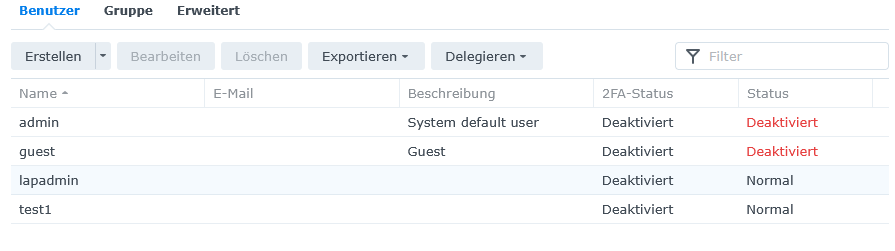 Benutzer Gruppe Erweitert
Erstellen Bearbeiten Löschen Exportieren Delegieren Filter
Name E-Mail Beschreibung 2FA-Status Status
admin System default user Deaktiviert Deaktiviert
guest Guest Deaktiviert Deaktiviert
lapadmin Deaktiviert Normal
test1 Deaktiviert Normal